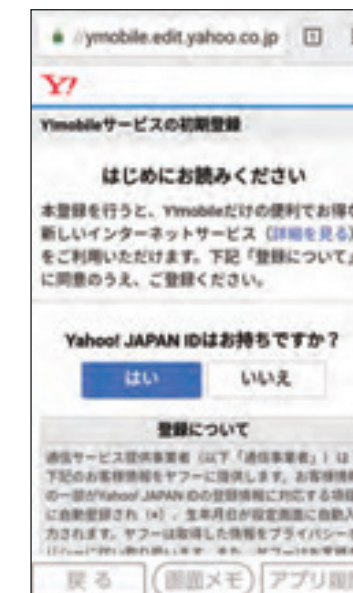 //ymobile.edit.yahoo.co.jp
Y!
Y!mobileサービスの初期登録
はじめにお読みください
本登録を行うと、Y!mobileだけの便利でお得な
新しいインターネットサービス(詳細を見る)
をご利用いただけます。下記「登録について」
に同意のうえ、ご登録ください。
Yahoo! JAPAN IDはお持ちですか?
はい
いいえ
登録について
通信サービス提供事業者(以下「通信事業者」)は
下記のお客様情報をヤフーに提供します。お客様情報
の一部がYahoo! JAPAN IDの登録情報に対応する項目
に自動登録され(*)、生年月日が設定画面に自動入
力されます。ヤフーは取得した情報をプライバシーポ
戻る
画面メモ
アプリ履歴